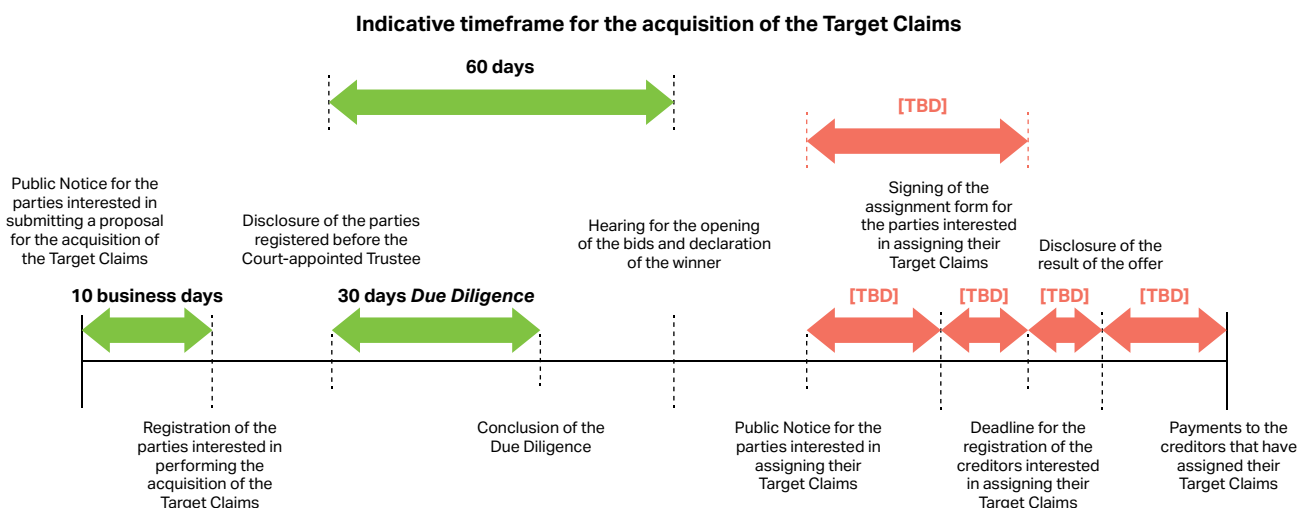 Indicative timeframe for the acquisition of the Target Claims
60 days
[TBD]
Public Notice for the
parties interested in
submitting a proposal
for the acquisition of
the Target Claims
Disclosure of the parties
registered before the
Court-appointed Trustee
Hearing for the opening
of the bids and declaration
of the winner
Signing of the
assignment form for
the parties interested
in assigning their
Target Claims
Disclosure of the
result of the offer
10 business days
30 days Due Diligence
[TBD]
[TBD]
[TBD]
[TBD]
Registration of the
parties interested in
performing the
acquisition of the
Target Claims
Conclusion of the
Due Diligence
Public Notice for the
parties interested in
assigning their
Target Claims
Deadline for the
registration of the
creditors interested
in assigning their
Target Claims
Payments to the
creditors that have
assigned their
Target Claims